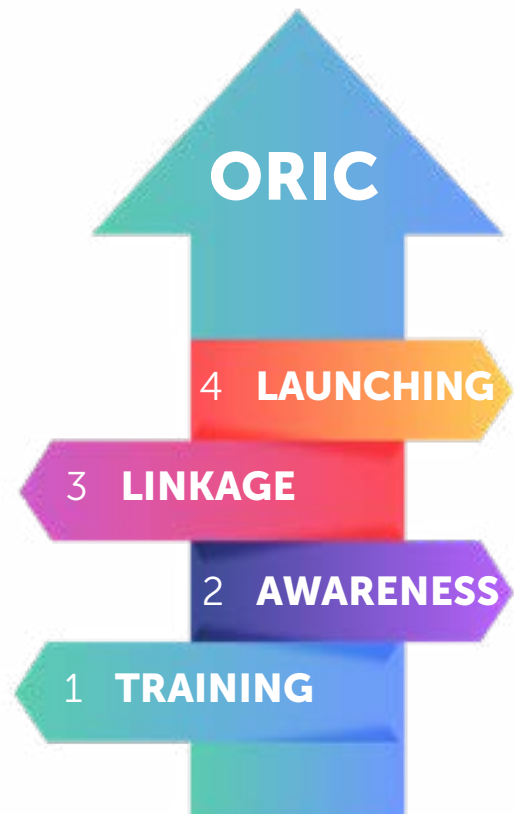 ORIC
4 LAUNCHING
3 LINKAGE
2 AWARENESS
1 TRAINING